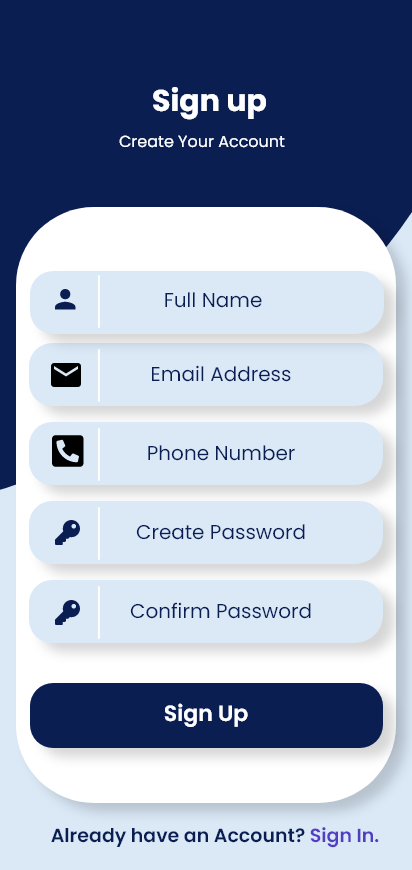 Sign up
Create Your Account
Full Name
Email Address
Phone Number
Create Password
Confirm Password
Sign Up
Already have an Account? Sign In.